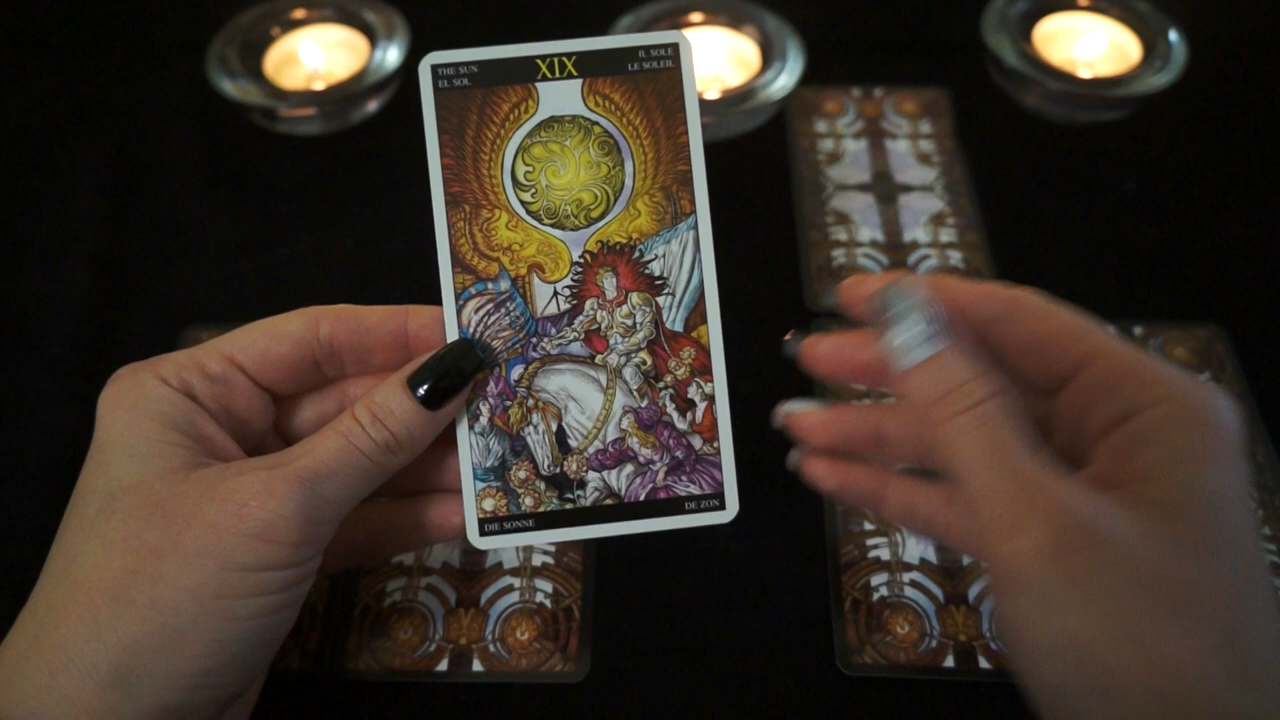 THE SUN
EL SOL
XIX
IL SOLE
LE SOLEIL
DIE SONNE
DE ZON